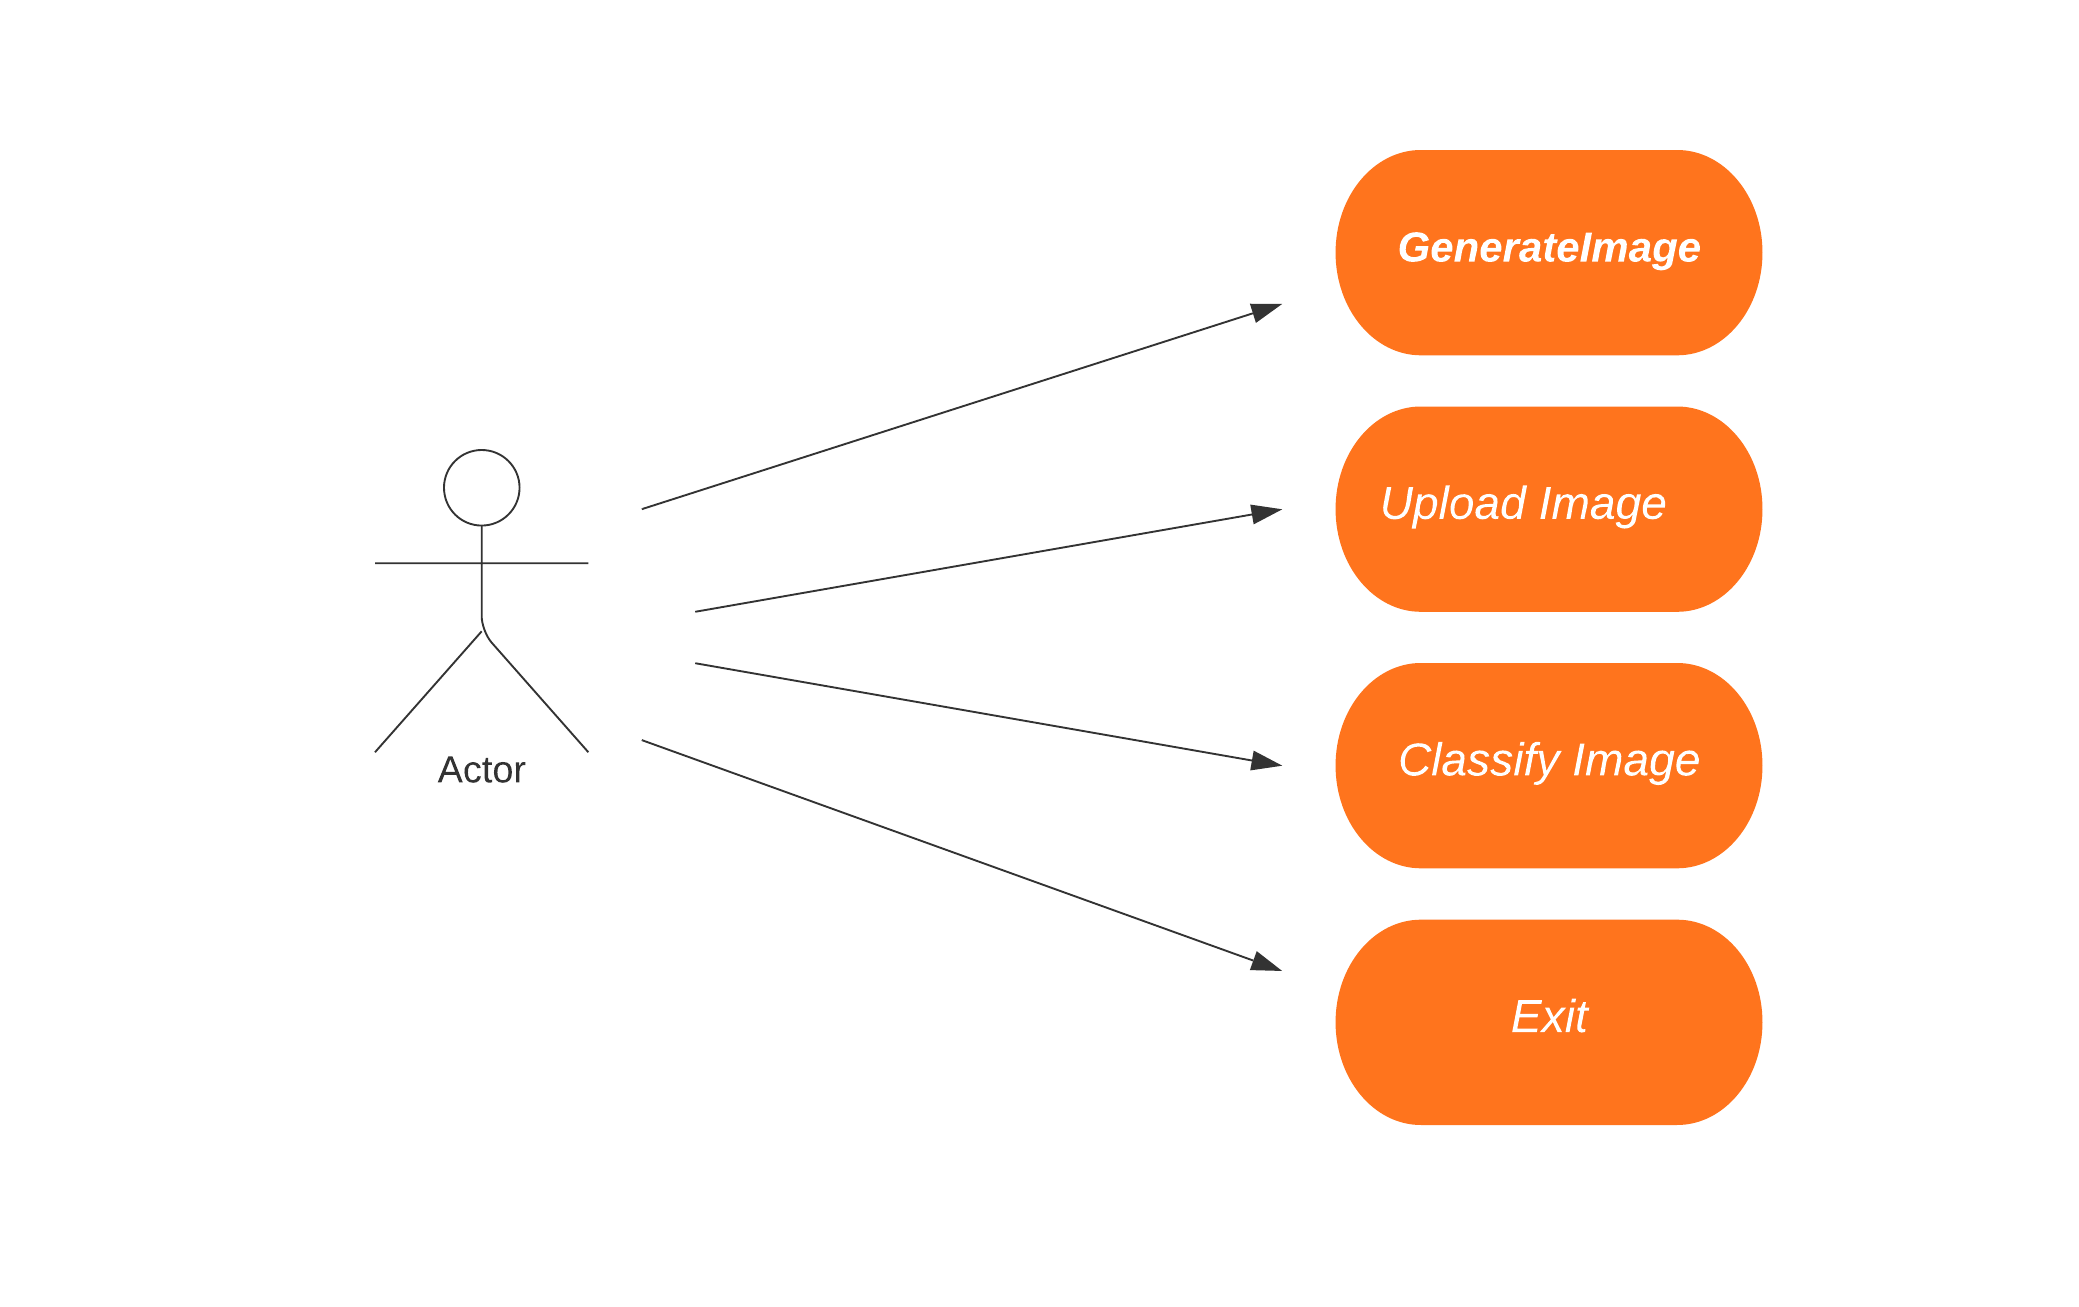 GenerateImage
Upload Image
Classify Image
Actor
Exit